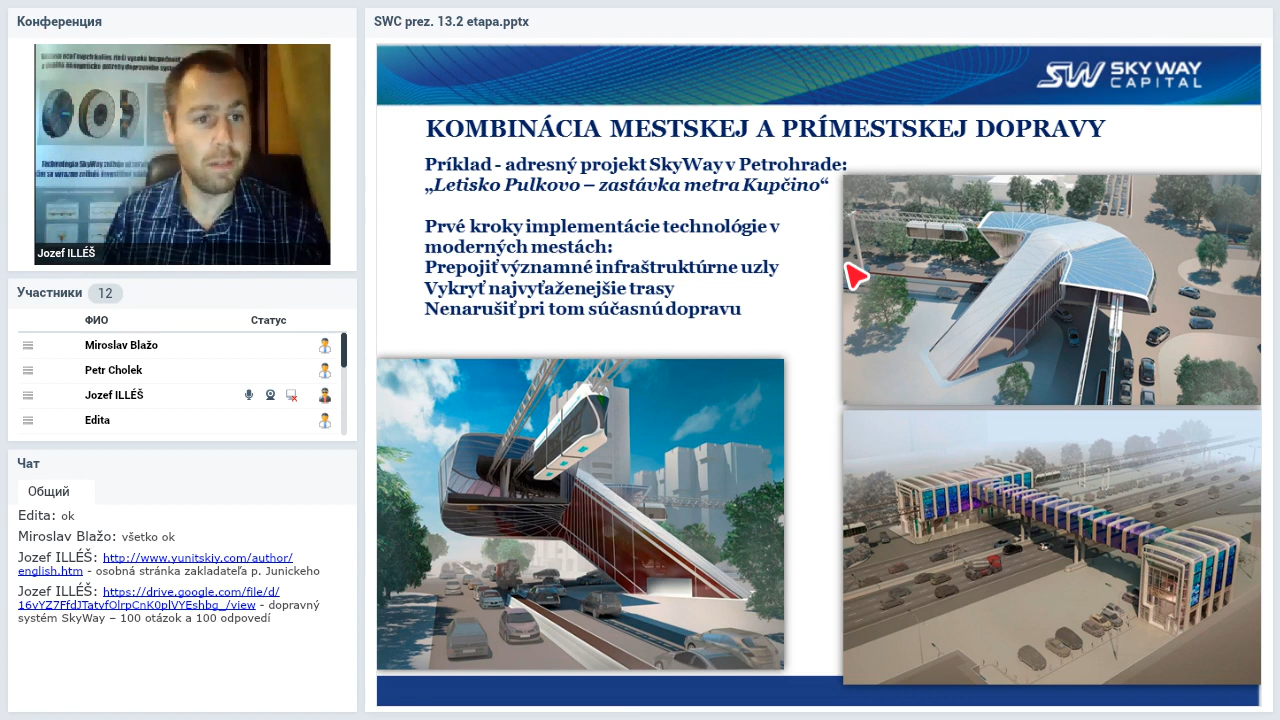 Конференция
Jozef ILLÉŠ
Участники 12
ФИО Статус
Miroslav Blažo
Petr Cholek
Jozef ILLÉŠ
Edita
Чат
Общий
Edita: ok
Miroslav Blažo: všetko ok
Jozef ILLÉŠ: http://www.yunitskiy.com/author/
english.htm - osobná stránka zakladateľa p. Junickeho
Jozef ILLÉŠ: https://drive.google.com/file/d/
16vYZ7FfdJTatvfOlrpCnK0plVYEshbg_/view - dopravný
systém SkyWay – 100 otázok a 100 odpovedí
SWC prez. 13.2 etapa.pptx
SW SKY WAY
CAPITAL
KOMBINÁCIA MESTSKEJ A PRÍMESTSKEJ DOPRAVY
Príklad - adresný projekt SkyWay v Petrohrade:
„Letisko Pulkovo – zastávka metra Kupčino“
Prvé kroky implementácie technológie v
moderných mestách:
Prepojiť významné infraštruktúrne uzly
Vykryť najvyťaženejšie trasy
Nenarušiť pri tom súčasnú dopravu